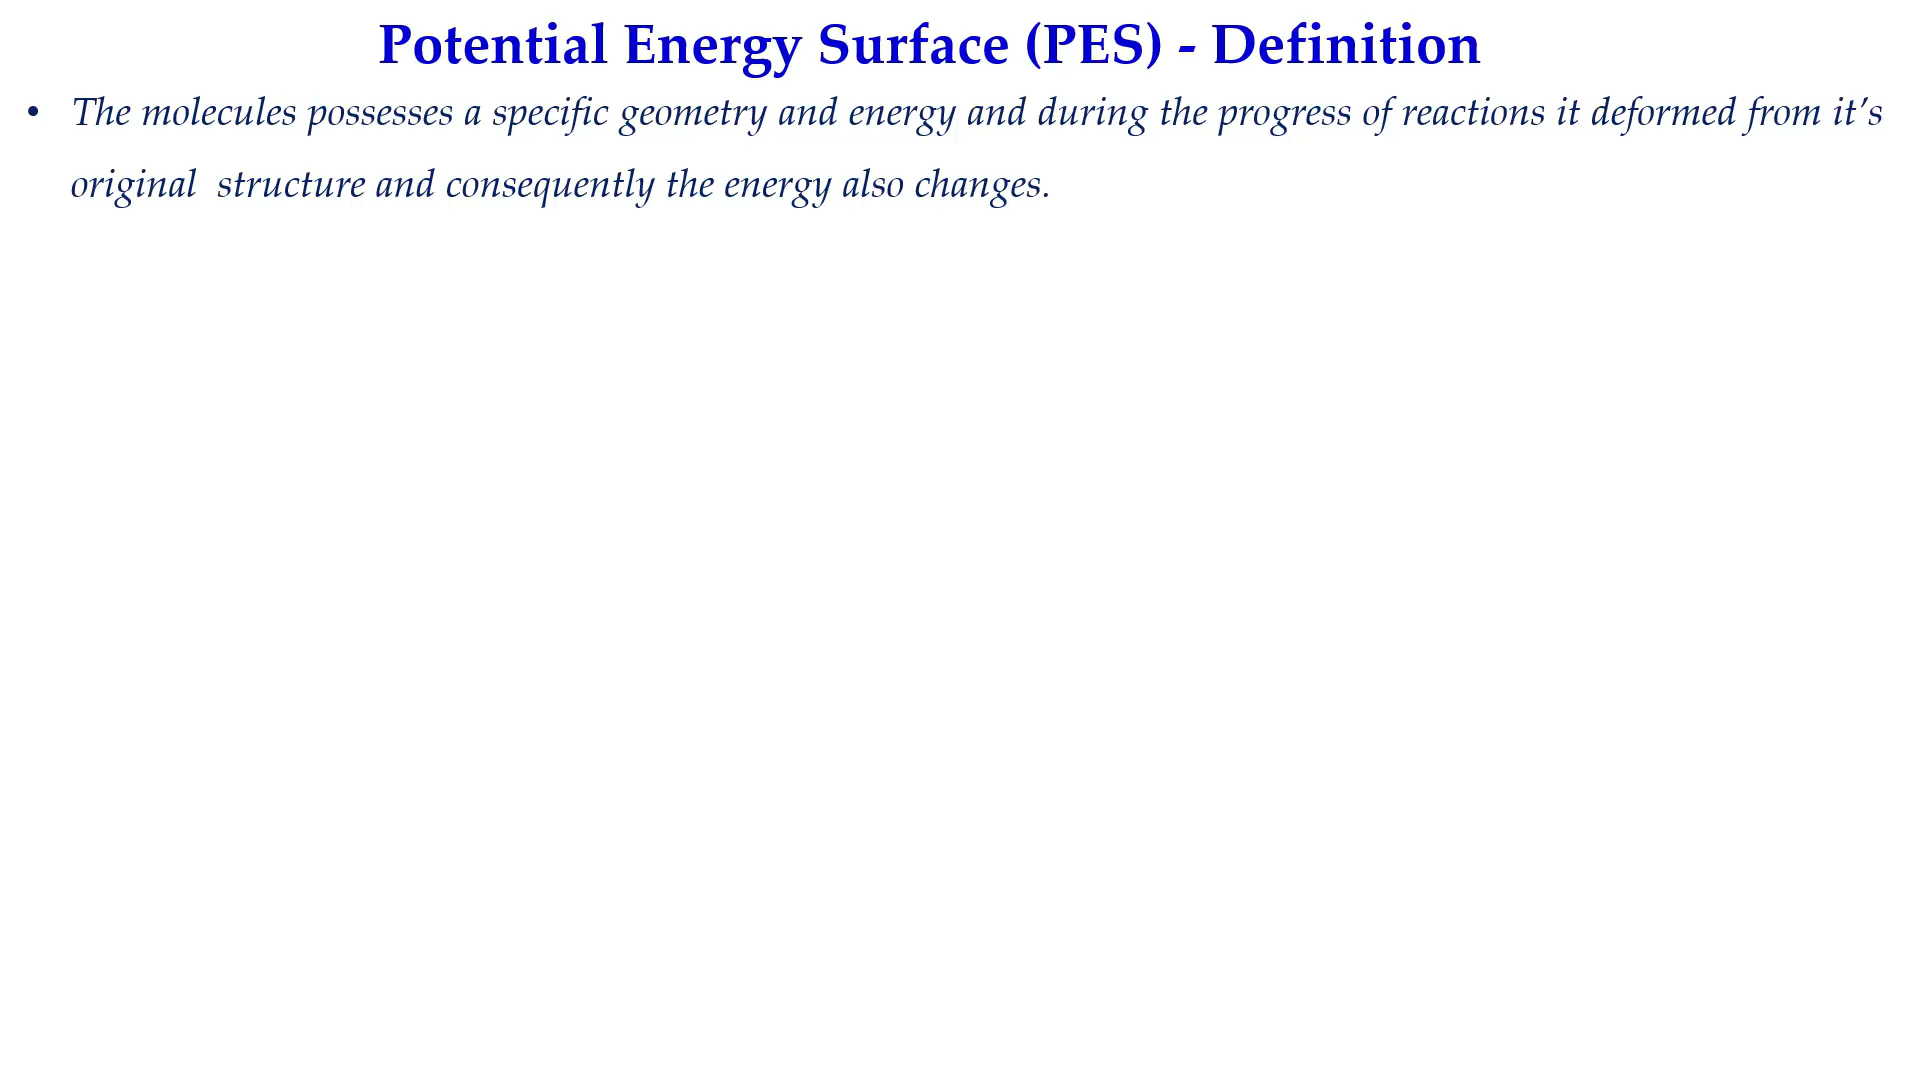 Potential Energy Surface (PES) - Definition
• The molecules possesses a specific geometry and energy and during the progress of reactions it deformed from it’s
original structure and consequently the energy also changes.